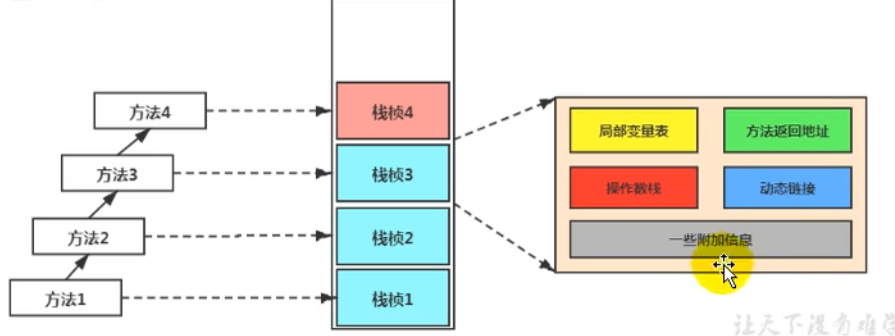 方法4
方法3
方法2
方法1
栈桢4
栈桢3
栈桢2
栈桢1
局部变量表
方法返回地址
操作数栈
动态链接
一些附加信息
让天下没有难